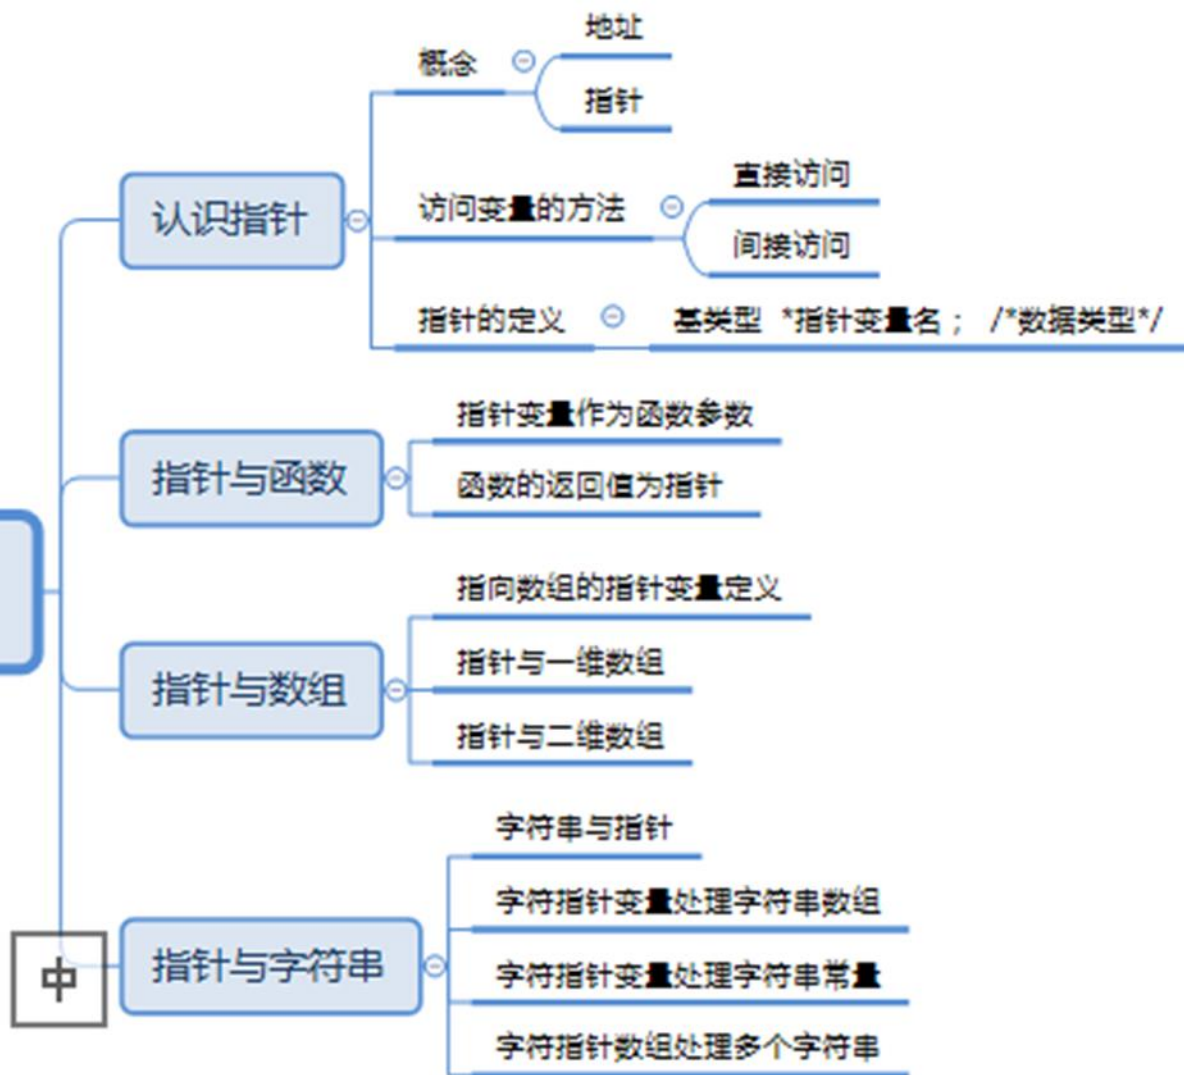 认识指针
概念
地址
指针
访问变量的方法
直接访问
间接访问
指针的定义
基类型 *指针变量名； /*数据类型*/
指针与函数
指针变量作为函数参数
函数的返回值为指针
指针与数组
指向数组的指针变量定义
指针与一维数组
指针与二维数组
指针与字符串
字符串与指针
字符指针变量处理字符串数组
字符指针变量处理字符串常量
字符指针数组处理多个字符串
中